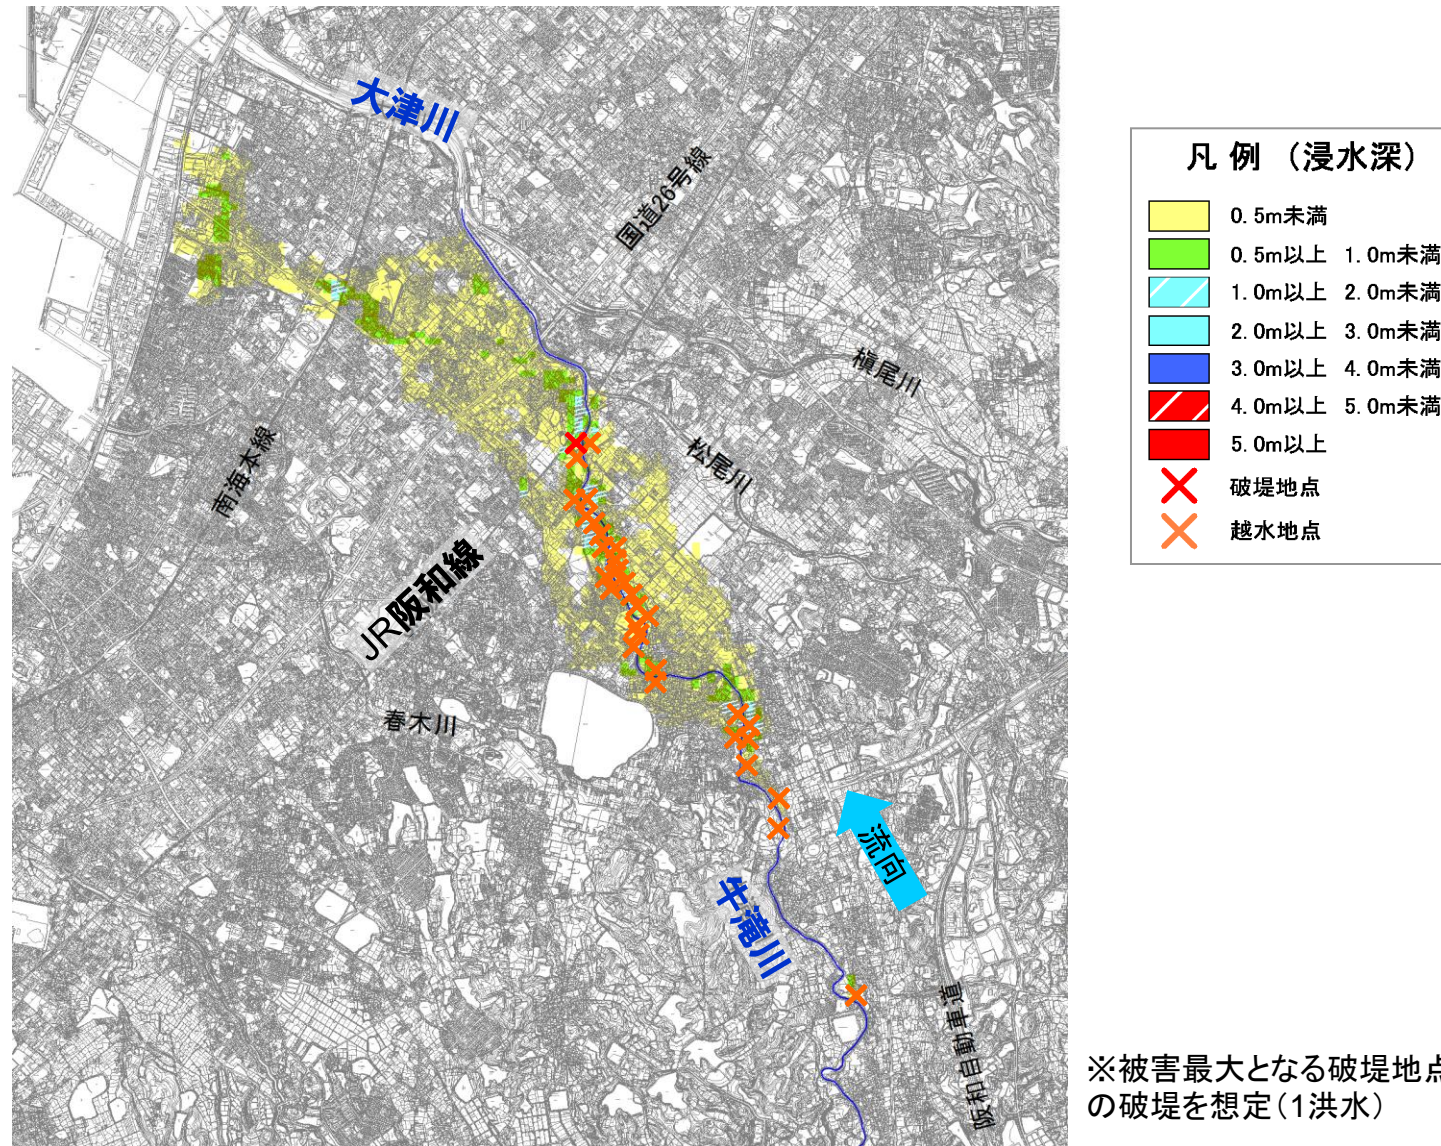 大津川
国道26号線
槇尾川
松尾川
南海本線
JR阪和線
春木川
流向
牛滝川
阪和自動車道
凡 例 （浸水深）
0.5m未満
0.5m以上 1.0m未満
1.0m以上 2.0m未満
2.0m以上 3.0m未満
3.0m以上 4.0m未満
4.0m以上 5.0m未満
5.0m以上
破堤地点
越水地点
※被害最大となる破堤地点
の破堤を想定（1洪水）